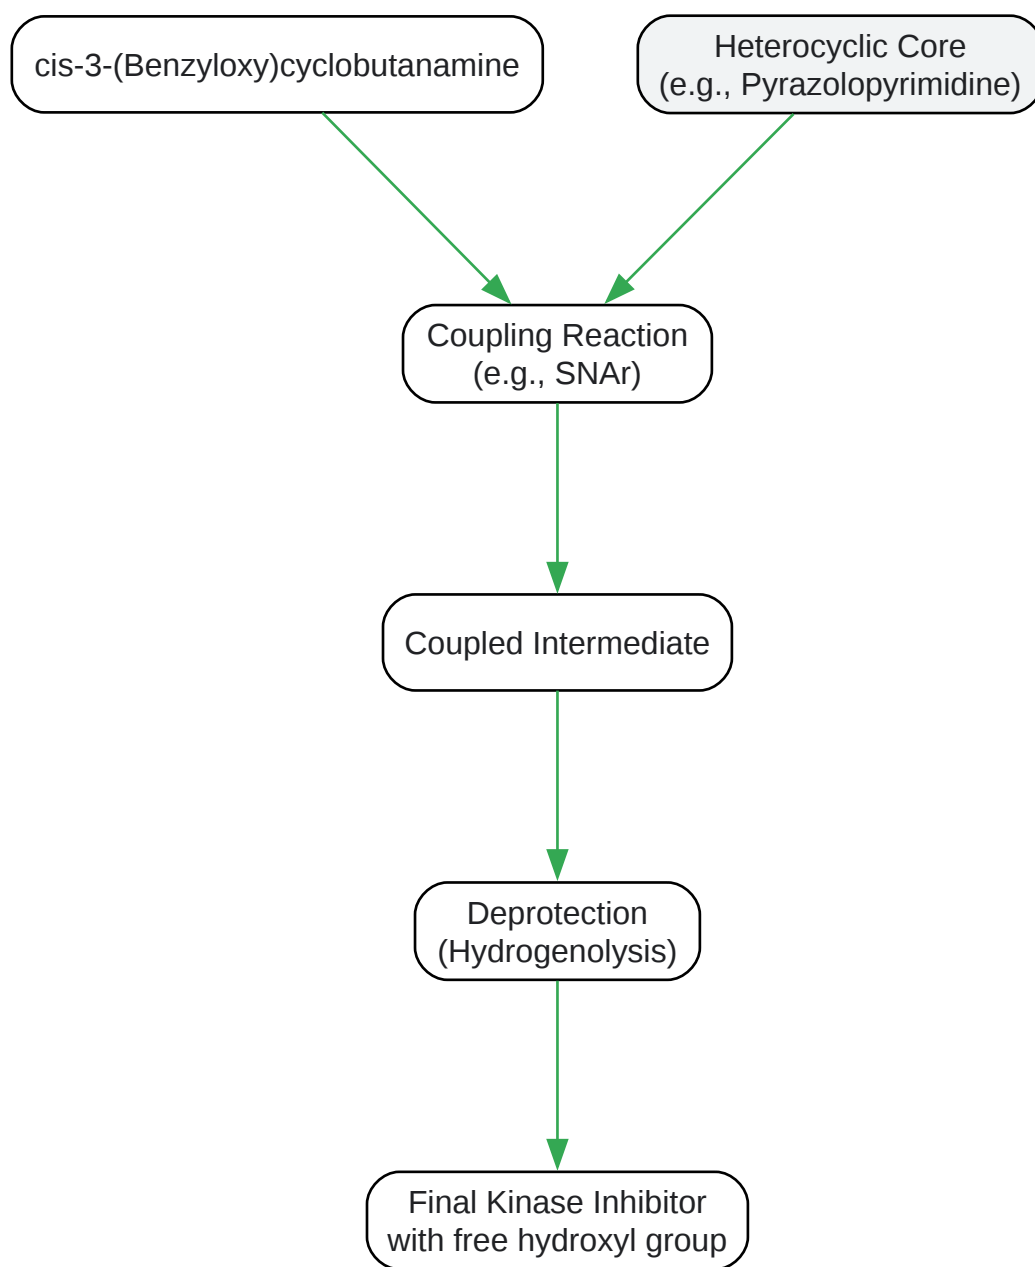 cis-3-(Benzyloxy)cyclobutanamine
Heterocyclic Core
(e.g., Pyrazolopyrimidine)
Coupling Reaction
(e.g., SNAr)
Coupled Intermediate
Deprotection
(Hydrogenolysis)
Final Kinase Inhibitor
with free hydroxyl group